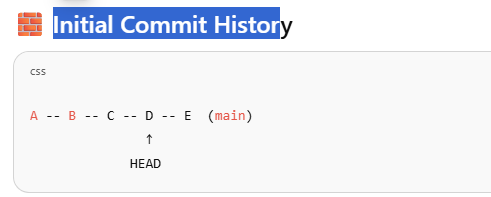 🧱 Initial Commit History
css
A -- B -- C -- D -- E  (main)
↑
HEAD